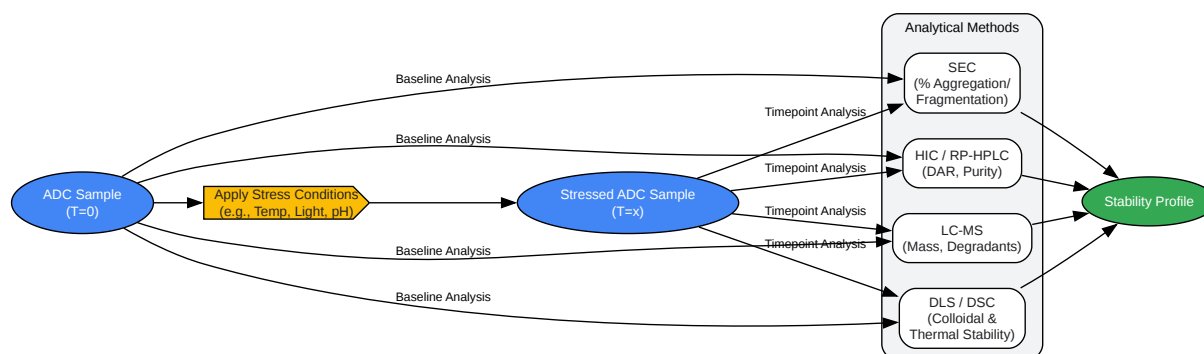 Analytical Methods
SEC
(% Aggregation/
Fragmentation)
Baseline Analysis
Timepoint Analysis
Baseline Analysis
HIC / RP-HPLC
(DAR, Purity)
Timepoint Analysis
ADC Sample
(T=0)
Apply Stress Conditions
(e.g., Temp, Light, pH)
Stressed ADC Sample
(T=x)
Stability Profile
Timepoint Analysis
LC-MS
(Mass, Degradants)
Timepoint Analysis
Baseline Analysis
Baseline Analysis
DLS / DSC
(Colloidal &
Thermal Stability)